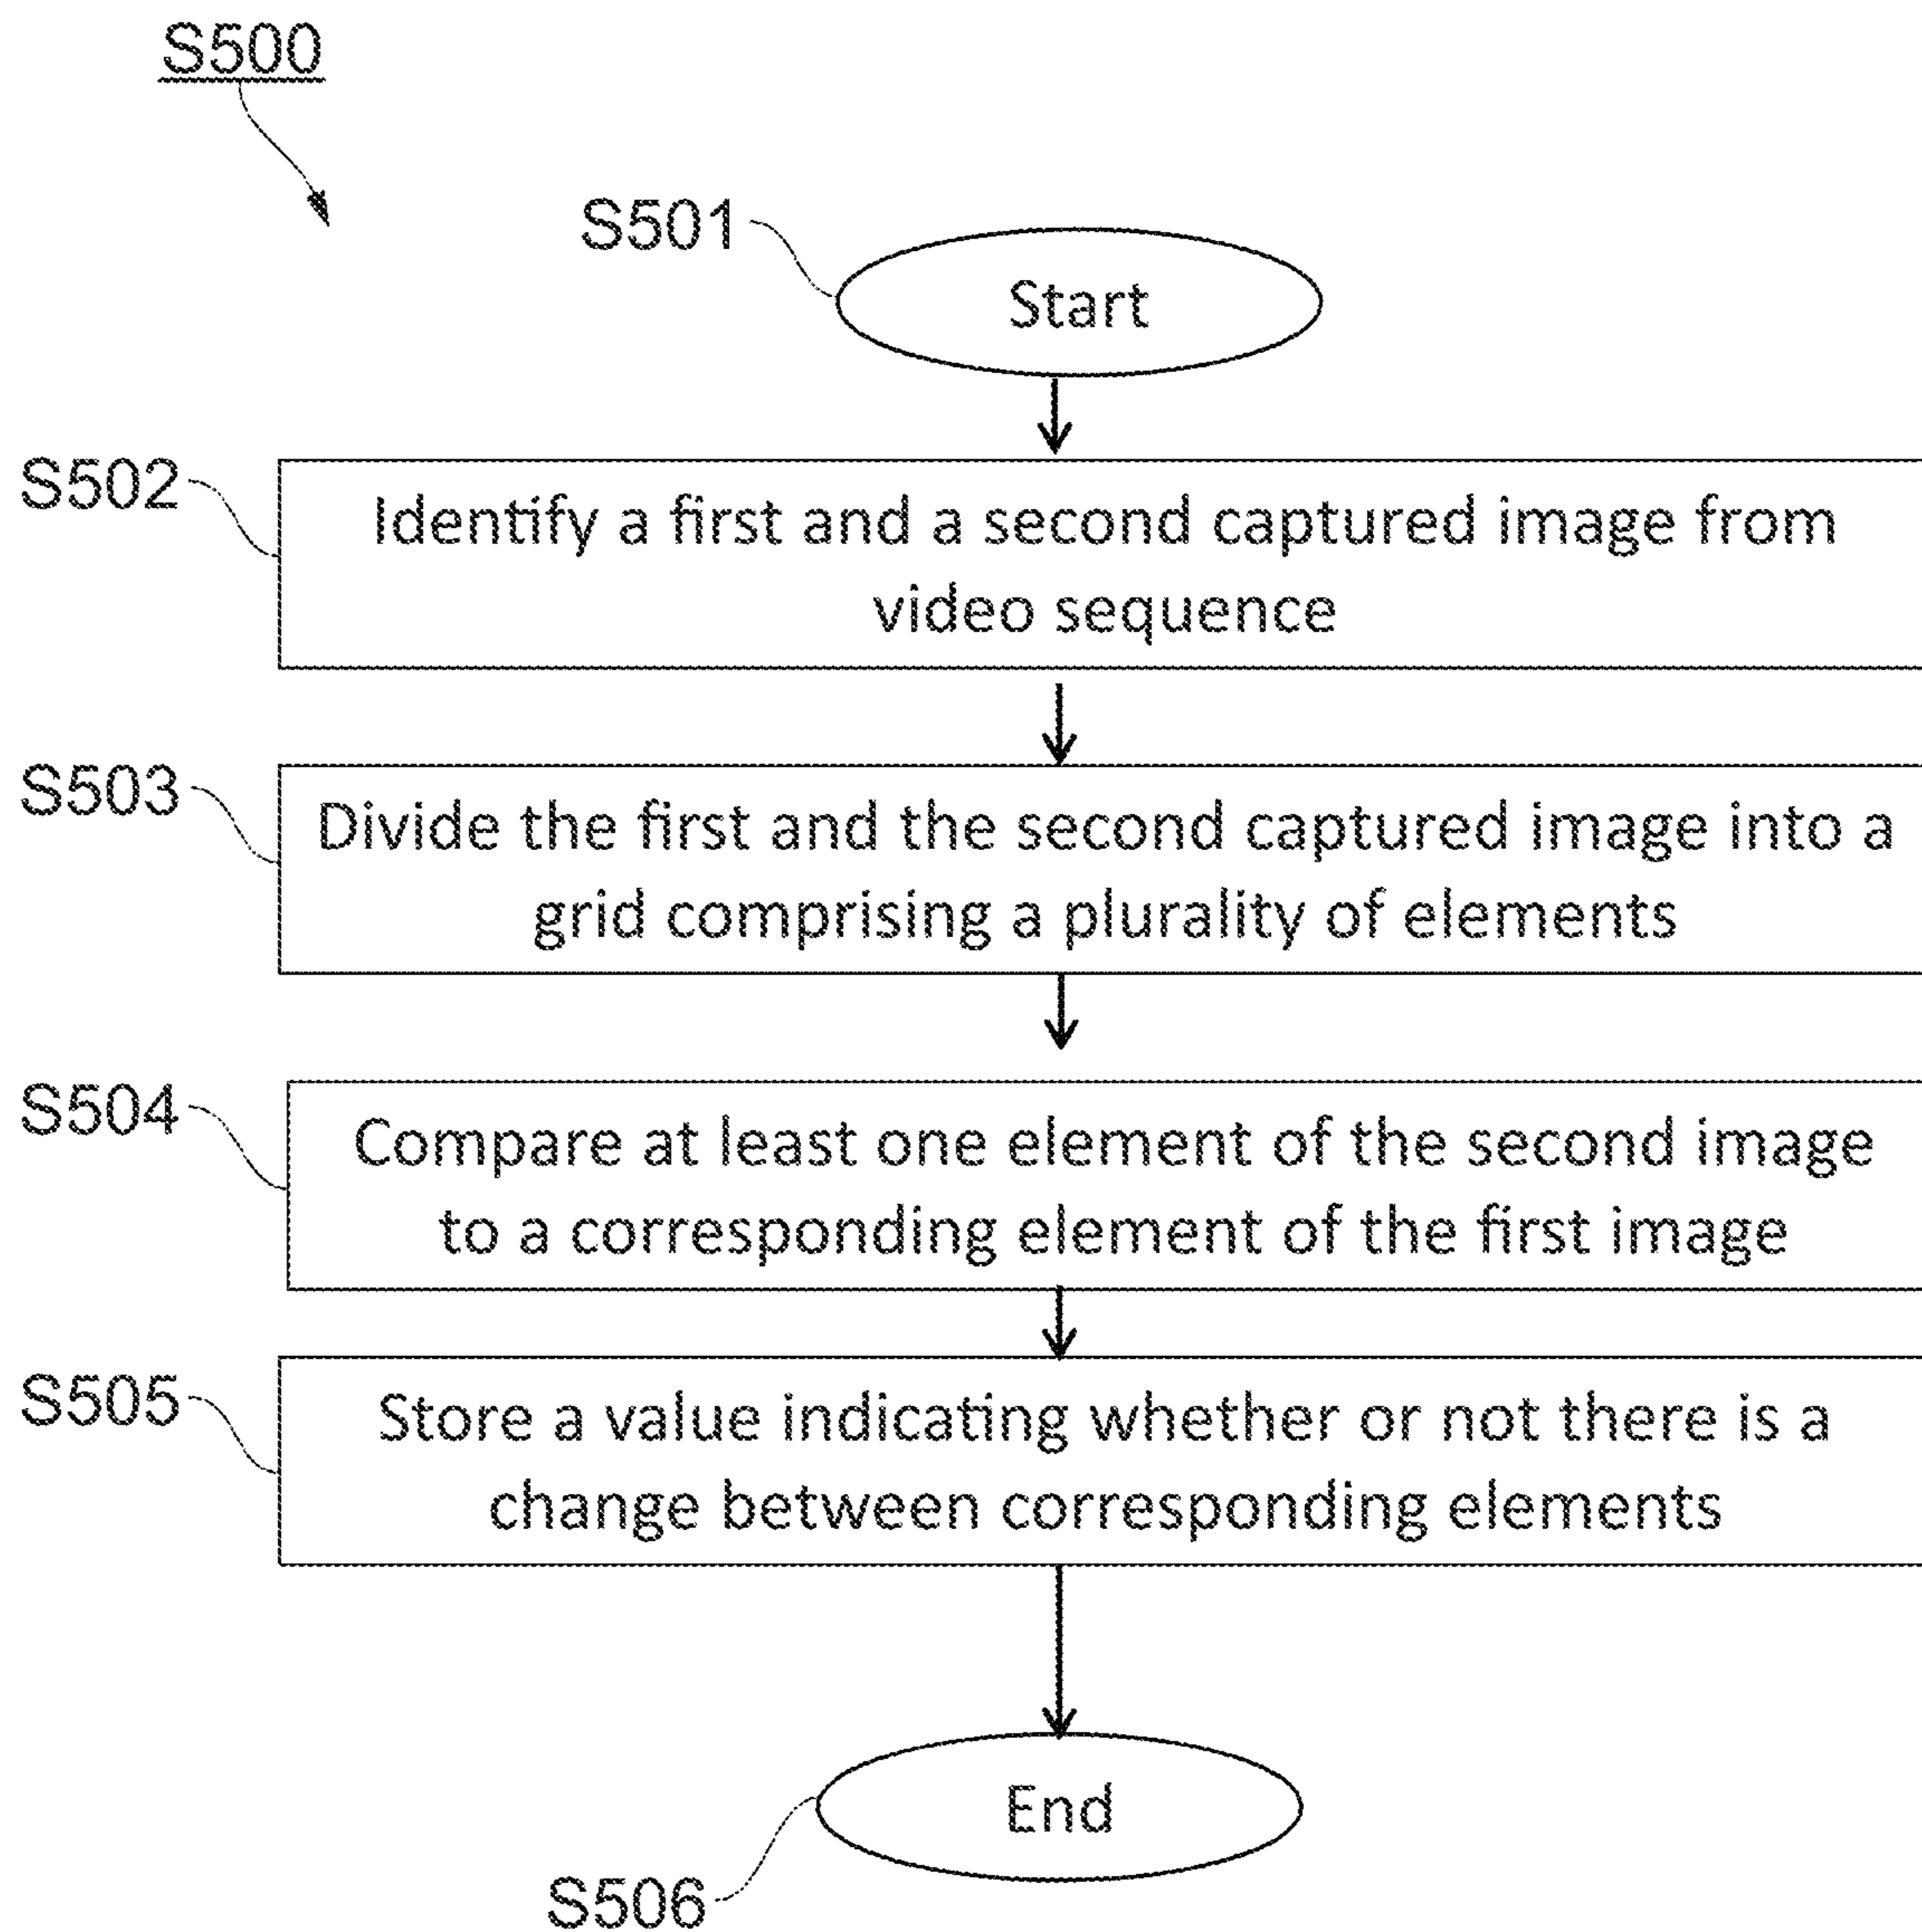 S500
S501
Start
S502
Identify a first and a second captured image from
video sequence
S503
Divide the first and the second captured image into a
grid comprising a plurality of elements
S504
Compare at least one element of the second image
to a corresponding element of the first image
S505
Store a value indicating whether or not there is a
change between corresponding elements
End
S506